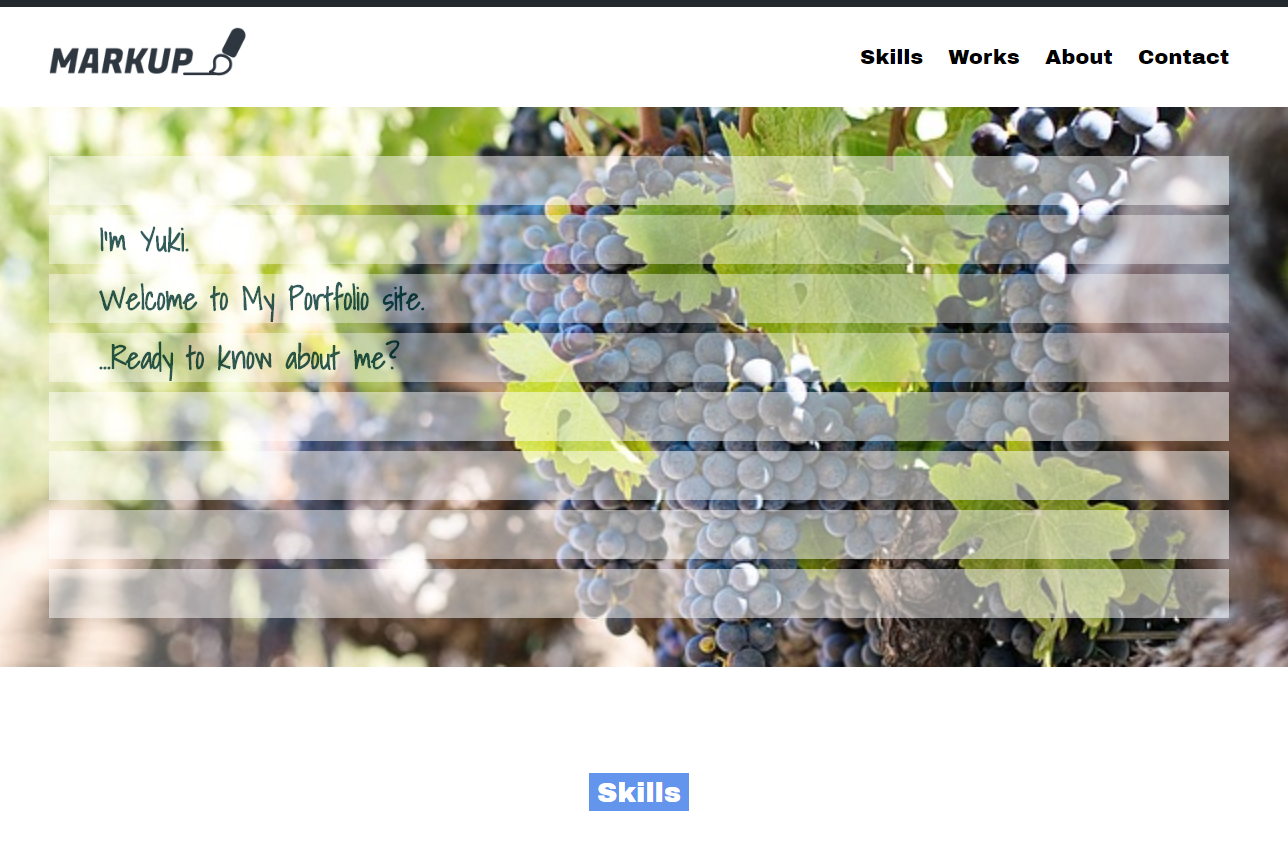 MARKUP
Skills Works About Contact
I'm Yuki.
Welcome to My Portfolio site.
...Ready to know about me?
Skills